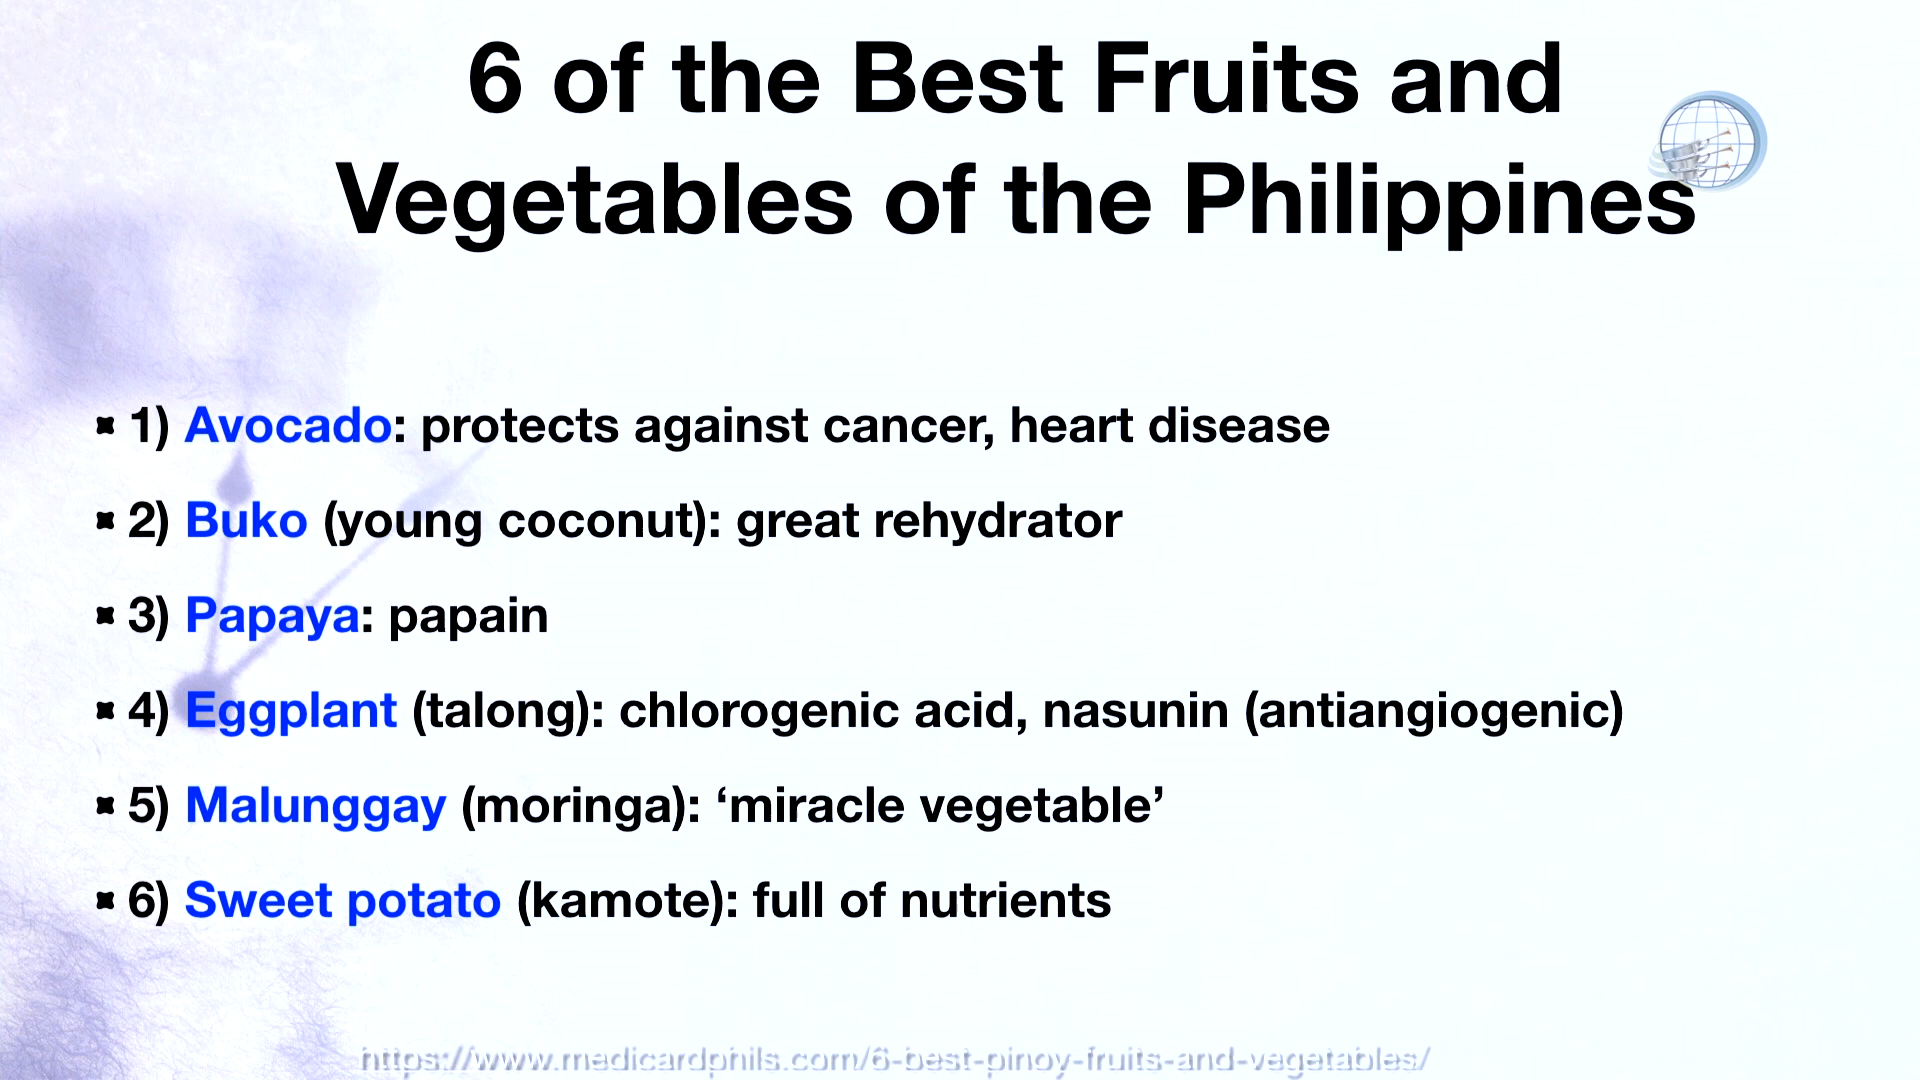 6 of the Best Fruits and
Vegetables of the Philippines
1) Avocado: protects against cancer, heart disease
2) Buko (young coconut): great rehydrator
3) Papaya: papain
4) Eggplant (talong): chlorogenic acid, nasunin (antiangiogenic)
5) Malunggay (moringa): ‘miracle vegetable’
6) Sweet potato (kamote): full of nutrients
https://www.medicardphils.com/6-best-pinoy-fruits-and-vegetables/